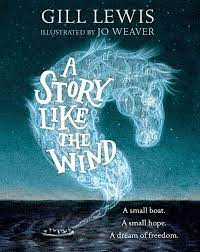 GILL LEWIS
ILLUSTRATED BY JO WEAVER
A
STORY
LIKE
THE
WIND
A small boat.
A small hope.
A dream of freedom.